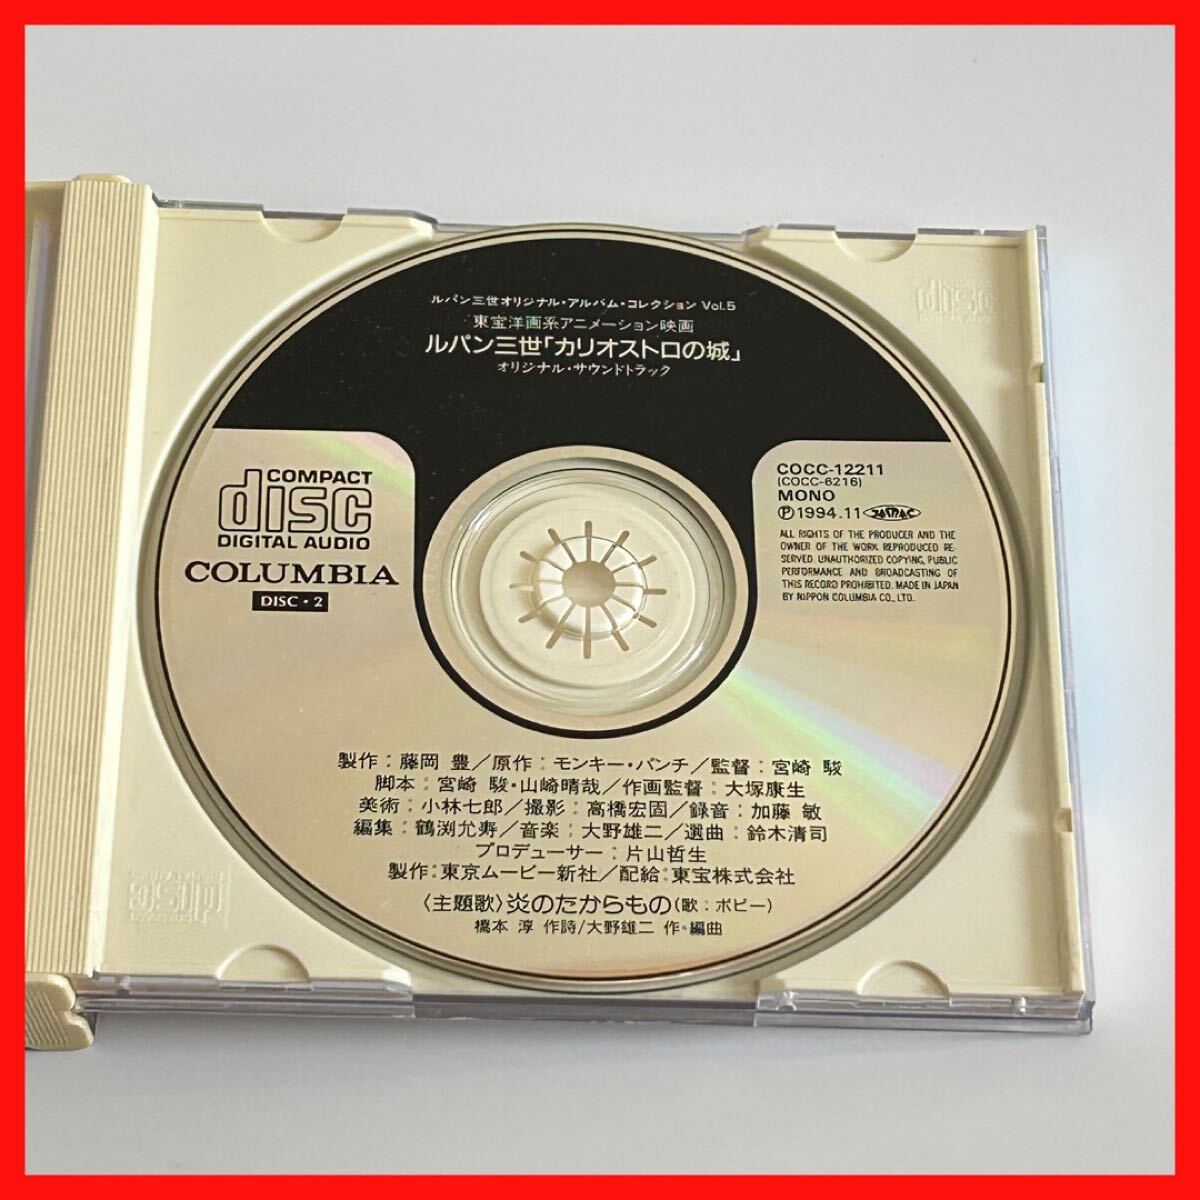 ルパン三世オリジナル・アルバム・コレクション Vol.5
東宝洋画系アニメーション映画
ルパン三世「カリオストロの城」
オリジナル・サウンドトラック
COMPACT
disc
DIGITAL AUDIO
COLUMBIA
DISC・2
COCC-12211
(COCC-6216)
MONO
Ⓟ1994.11 JASRAC
ALL RIGHTS OF THE PRODUCER AND THE
OWNER OF THE WORK REPRODUCED RE-
SERVED. UNAUTHORIZED COPYING, PUBLIC
PERFORMANCE AND BROADCASTING OF
THIS RECORD PROHIBITED. MADE IN JAPAN
BY NIPPON COLUMBIA CO., LTD.
製作：藤岡 豊／原作：モンキー・パンチ／監督：宮崎 駿
脚本：宮崎 駿・山崎晴哉／作画監督：大塚康生
美術：小林七郎／撮影：高橋宏固／録音：加藤 敏
編集：鶴渕允寿／音楽：大野雄二／選曲：鈴木清司
プロデューサー：片山哲生
製作：東京ムービー新社／配給：東宝株式会社
〈主題歌〉炎のたからもの（歌：ボビー）
橋本 淳 作詩/大野雄二 作・編曲
disc
disc